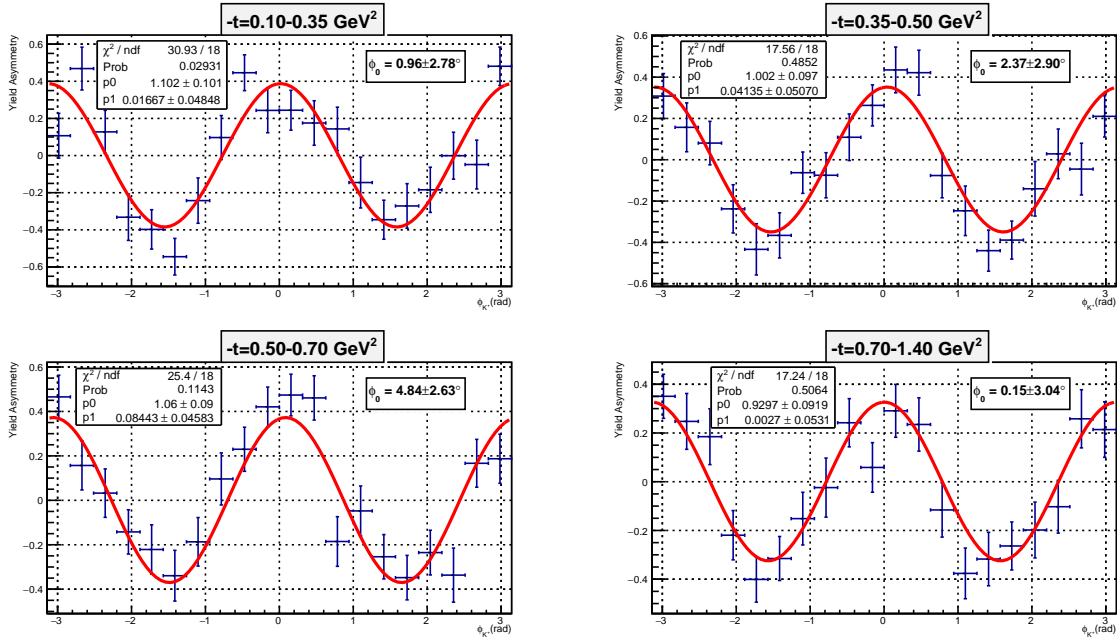 -t=0.10-0.35 GeV²
Yield Asymmetry
χ² / ndf 30.93 / 18
Prob 0.02931
p0 1.102 ± 0.101
p1 0.01667 ± 0.04848
ϕ₀ = 0.96±2.78°
0.6
0.4
0.2
0
−0.2
−0.4
−0.6
−3 −2 −1 0 1 2 3
ϕK⁺(rad)
-t=0.35-0.50 GeV²
Yield Asymmetry
χ² / ndf 17.56 / 18
Prob 0.4852
p0 1.002 ± 0.097
p1 0.04135 ± 0.05070
ϕ₀ = 2.37±2.90°
0.6
0.4
0.2
0
−0.2
−0.4
−0.6
−3 −2 −1 0 1 2 3
ϕK⁺(rad)
-t=0.50-0.70 GeV²
Yield Asymmetry
χ² / ndf 25.4 / 18
Prob 0.1143
p0 1.06 ± 0.09
p1 0.08443 ± 0.04583
ϕ₀ = 4.84±2.63°
0.6
0.4
0.2
0
−0.2
−0.4
−3 −2 −1 0 1 2 3
ϕK⁺(rad)
-t=0.70-1.40 GeV²
Yield Asymmetry
χ² / ndf 17.24 / 18
Prob 0.5064
p0 0.9297 ± 0.0919
p1 0.0027 ± 0.0531
ϕ₀ = 0.15±3.04°
0.4
0.2
0
−0.2
−0.4
−3 −2 −1 0 1 2 3
ϕK⁺(rad)